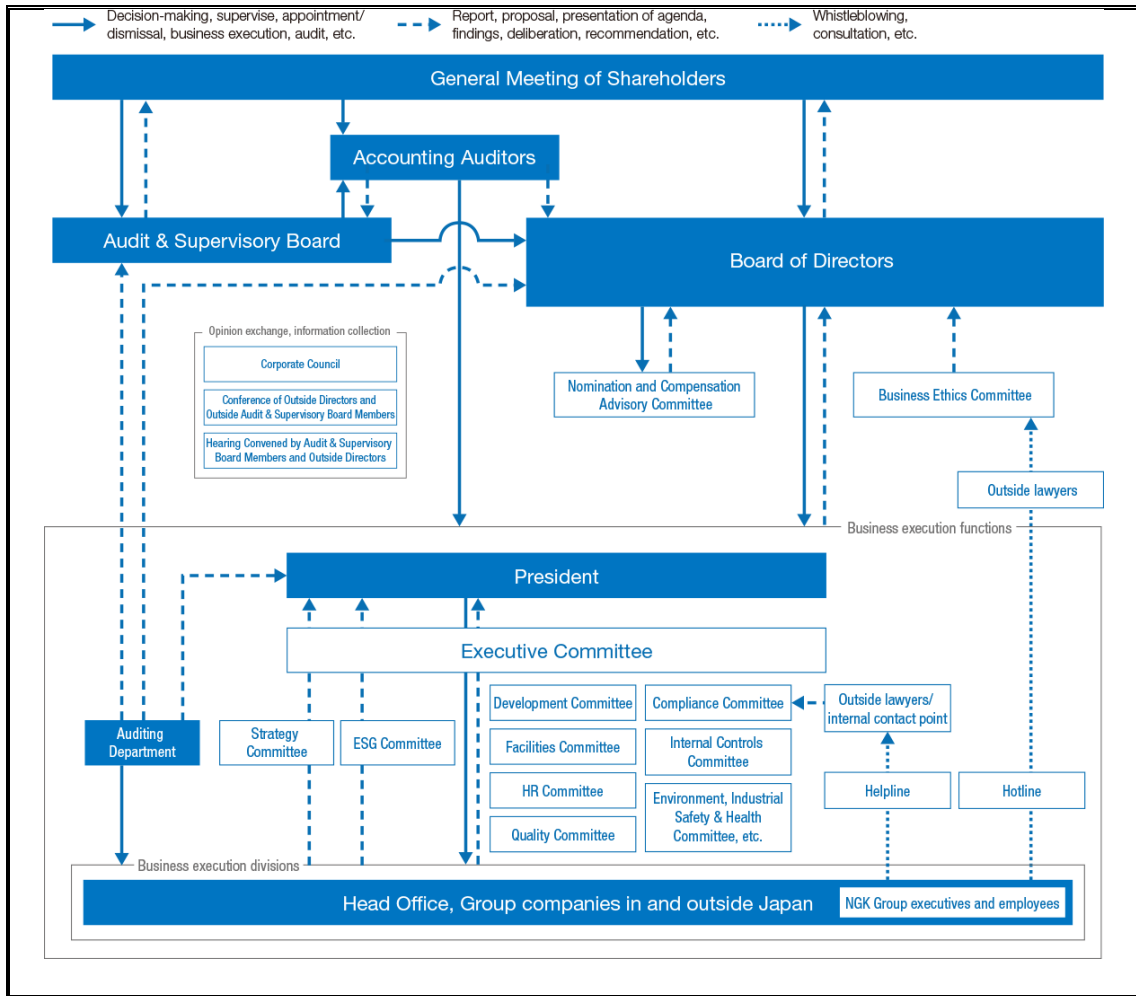 Decision-making, supervise, appointment/
dismissal, business execution, audit, etc.
Report, proposal, presentation of agenda,
findings, deliberation, recommendation, etc.
Whistleblowing,
consultation, etc.
General Meeting of Shareholders
Accounting Auditors
Audit & Supervisory Board
Board of Directors
Opinion exchange, information collection
Corporate Council
Conference of Outside Directors and
Outside Audit & Supervisory Board Members
Hearing Convened by Audit & Supervisory
Board Members and Outside Directors
Nomination and Compensation
Advisory Committee
Business Ethics Committee
Outside lawyers
Business execution functions
President
Executive Committee
Development Committee
Compliance Committee
Outside lawyers/
internal contact point
Auditing
Department
Strategy
Committee
ESG Committee
Facilities Committee
Internal Controls
Committee
HR Committee
Environment, Industrial
Safety & Health
Committee, etc.
Helpline
Hotline
Quality Committee
Business execution divisions
Head Office, Group companies in and outside Japan
NGK Group executives and employees